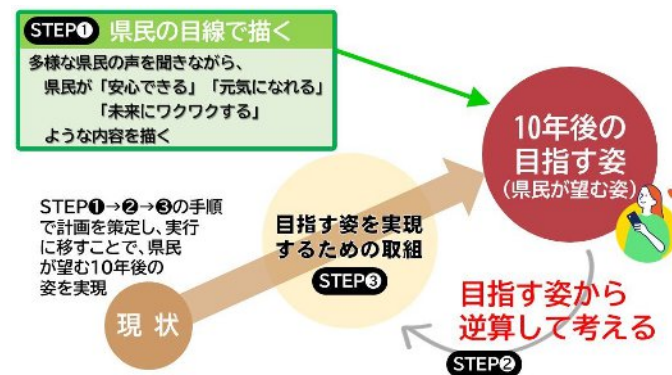 STEP❶ 県民の目線で描く
多様な県民の声を聞きながら、
県民が「安心できる」「元気になれる」
「未来にワクワクする」
ような内容を描く
10年後の
目指す姿
(県民が望む姿)
STEP❶→❷→❸の手順
で計画を策定し、実行
に移すことで、県民
が望む10年後の
姿を実現
目指す姿を実現
するための取組
STEP❸
現状
目指す姿から
逆算して考える
STEP❷